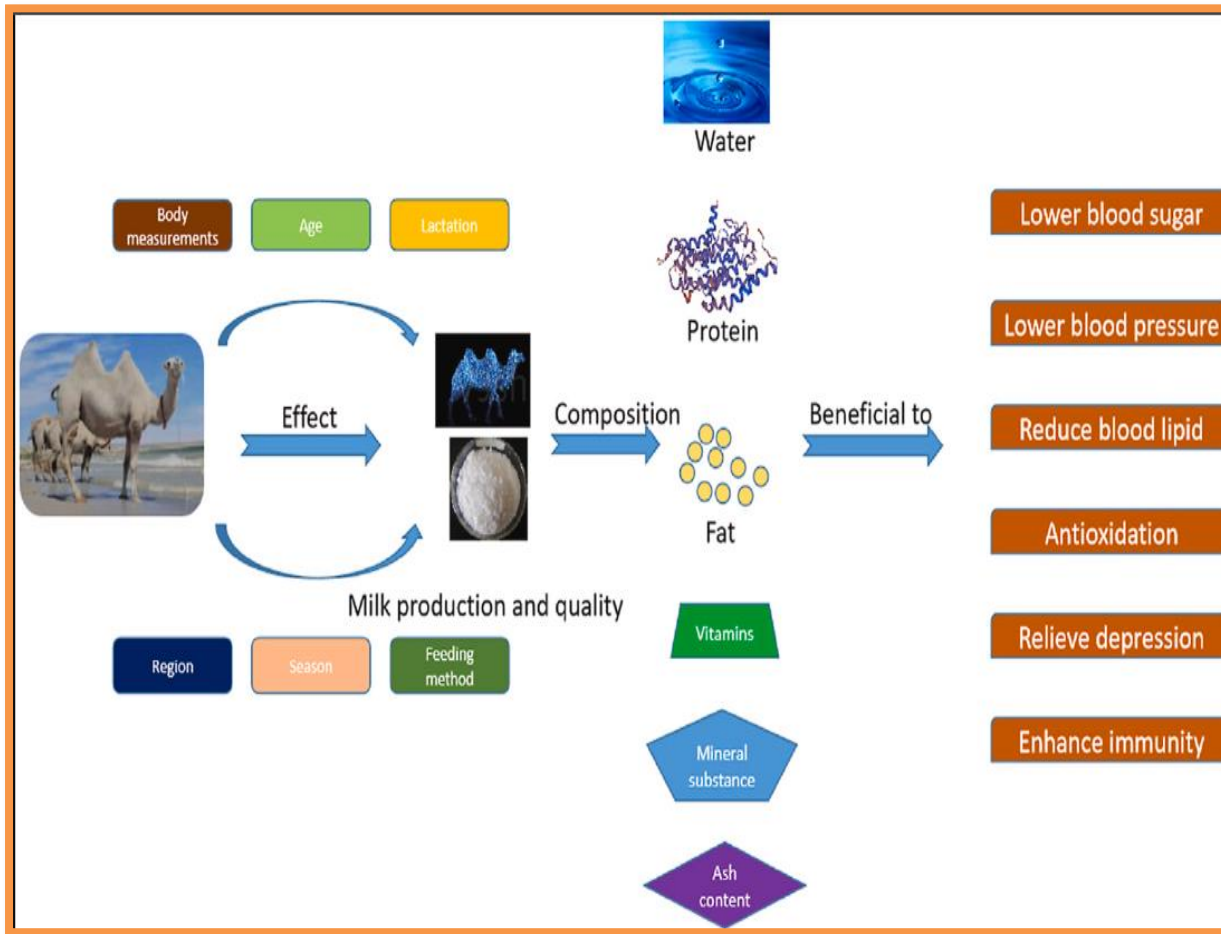 Water
Body
measurements
Age
Lactation
Lower blood sugar
Protein
Lower blood pressure
Effect
Composition
Beneficial to
Reduce blood lipid
Fat
Antioxidation
Milk production and quality
Vitamins
Relieve depression
Region
Season
Feeding
method
Mineral
substance
Enhance immunity
Ash
content